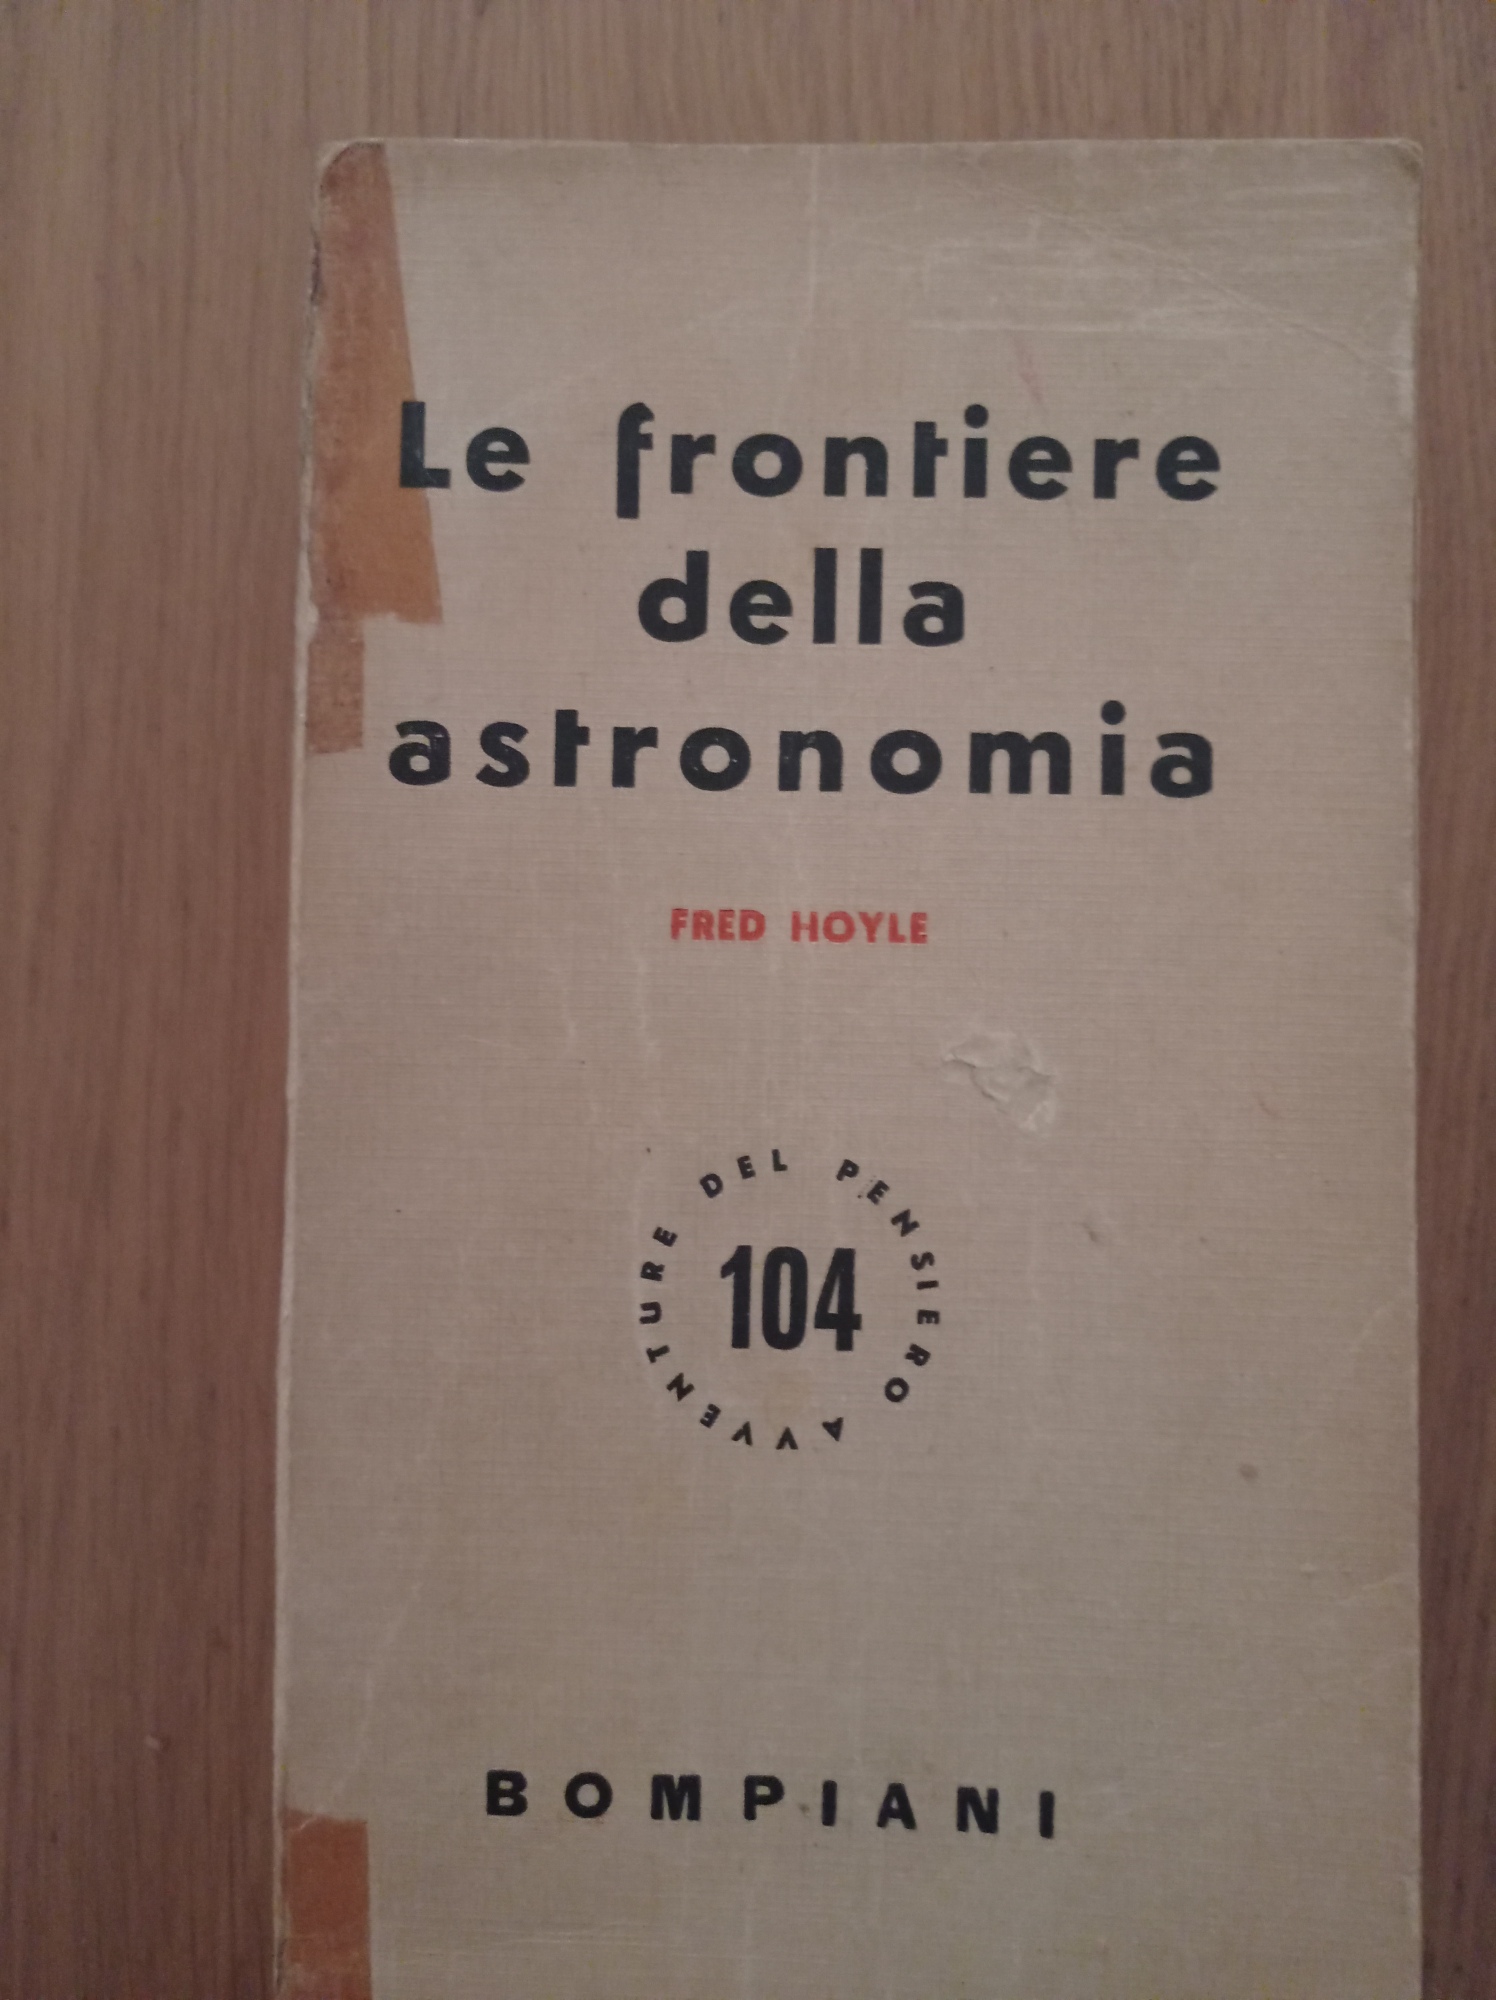 Le frontiere
della
astronomia
FRED HOYLE
AVVENTURE DEL PENSIERO
104
BOMPIANI